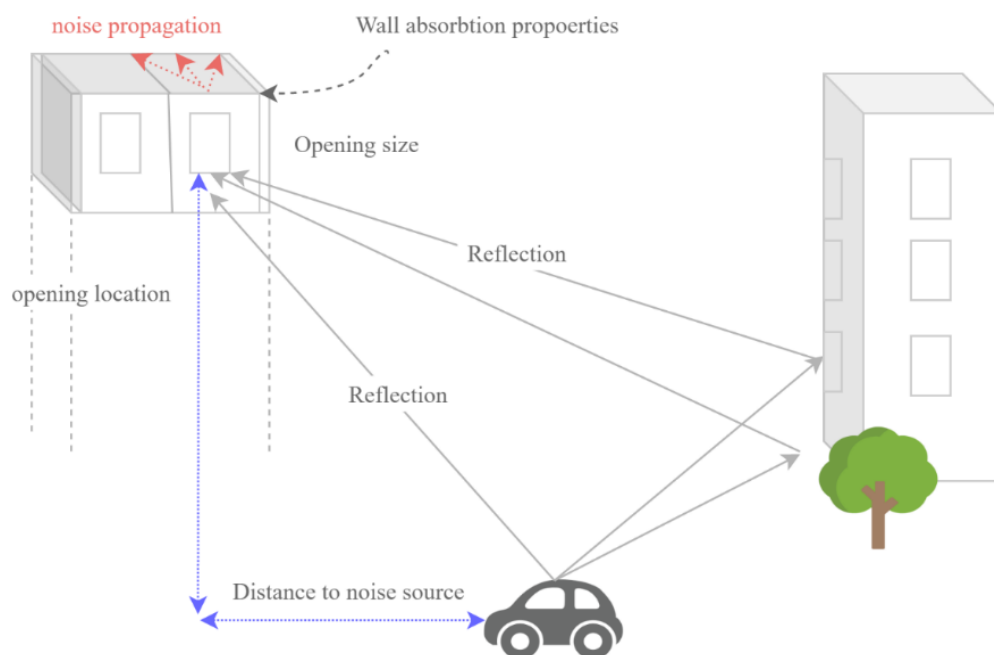 noise propagation
Wall absorbtion propoerties
Opening size
Reflection
opening location
Reflection
Distance to noise source